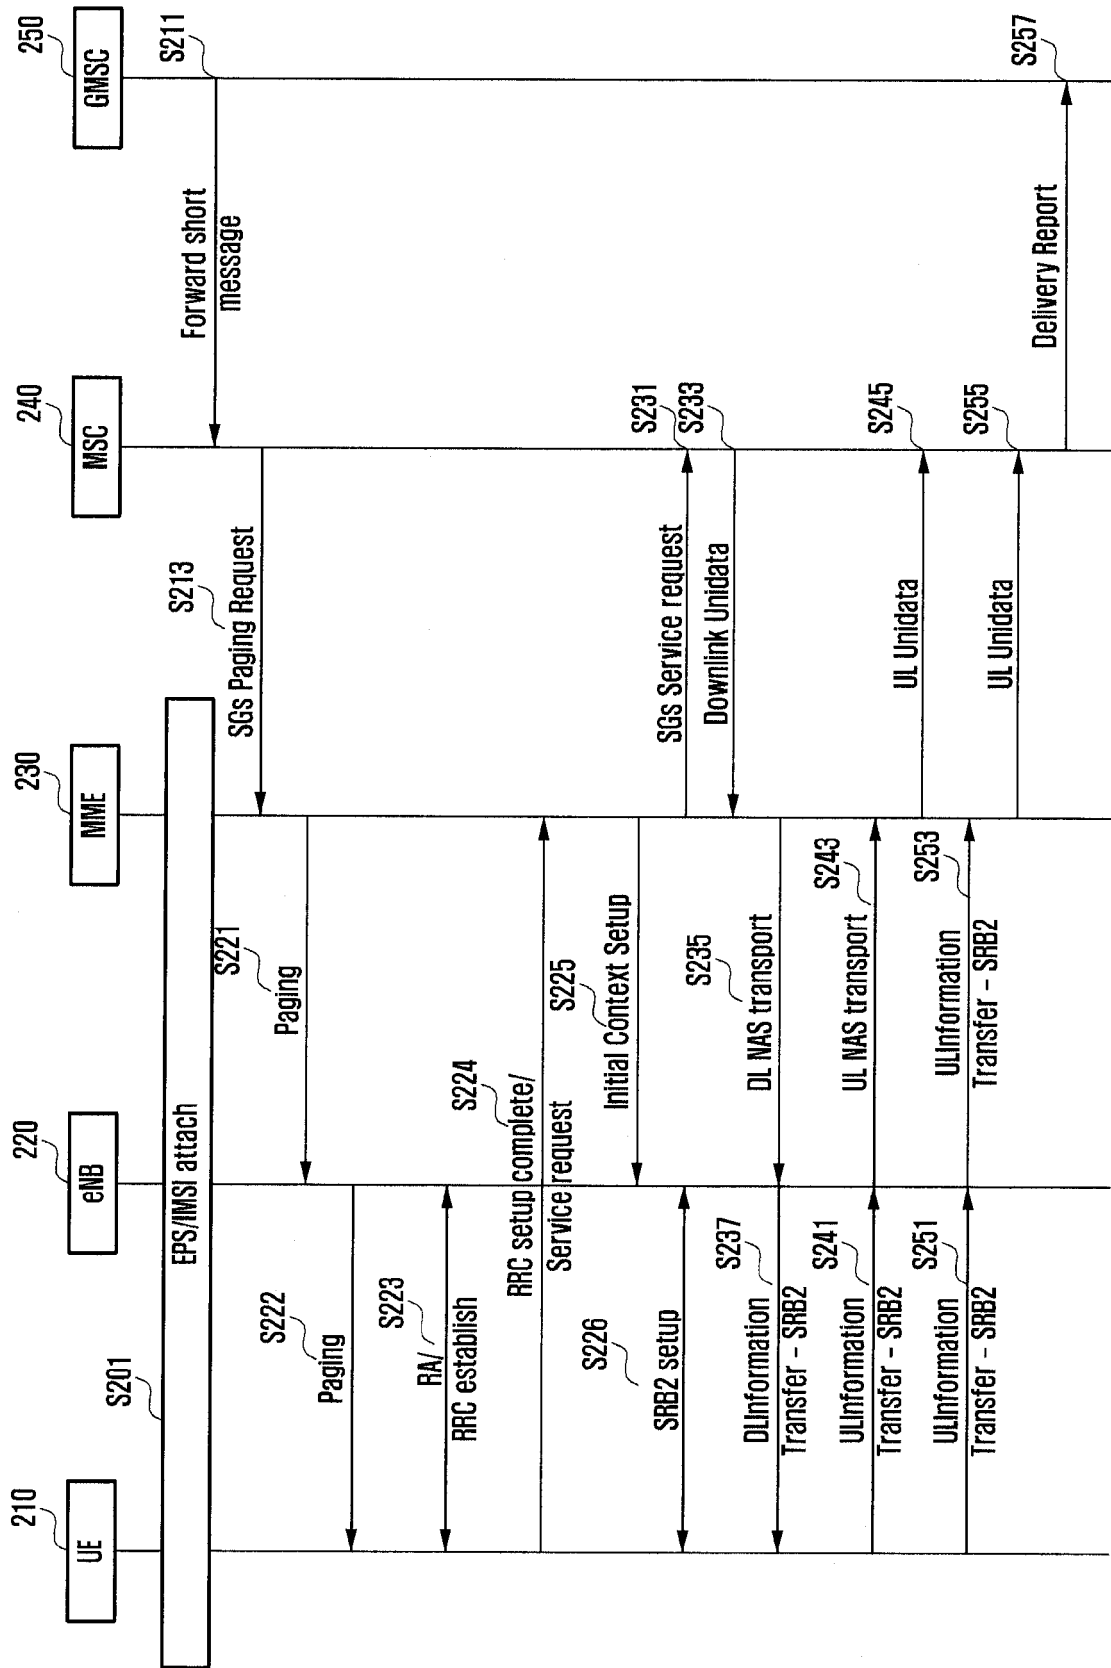 210
UE
220
eNB
230
MME
240
MSC
250
GMSC
S201
EPS/IMSI attach
S211
Forward short
message
S213
SGs Paging Request
S221
Paging
S222
Paging
S223
RA/
RRC establish
S224
RRC setup complete/
Service request
S225
Initial Context Setup
S226
SRB2 setup
S231
SGs Service request
S233
Downlink Unidata
S235
DL NAS transport
S237
DLInformation
Transfer - SRB2
S241
ULInformation
Transfer - SRB2
S243
UL NAS transport
S245
UL Unidata
S251
ULInformation
Transfer - SRB2
S253
ULInformation
Transfer - SRB2
S255
UL Unidata
S257
Delivery Report